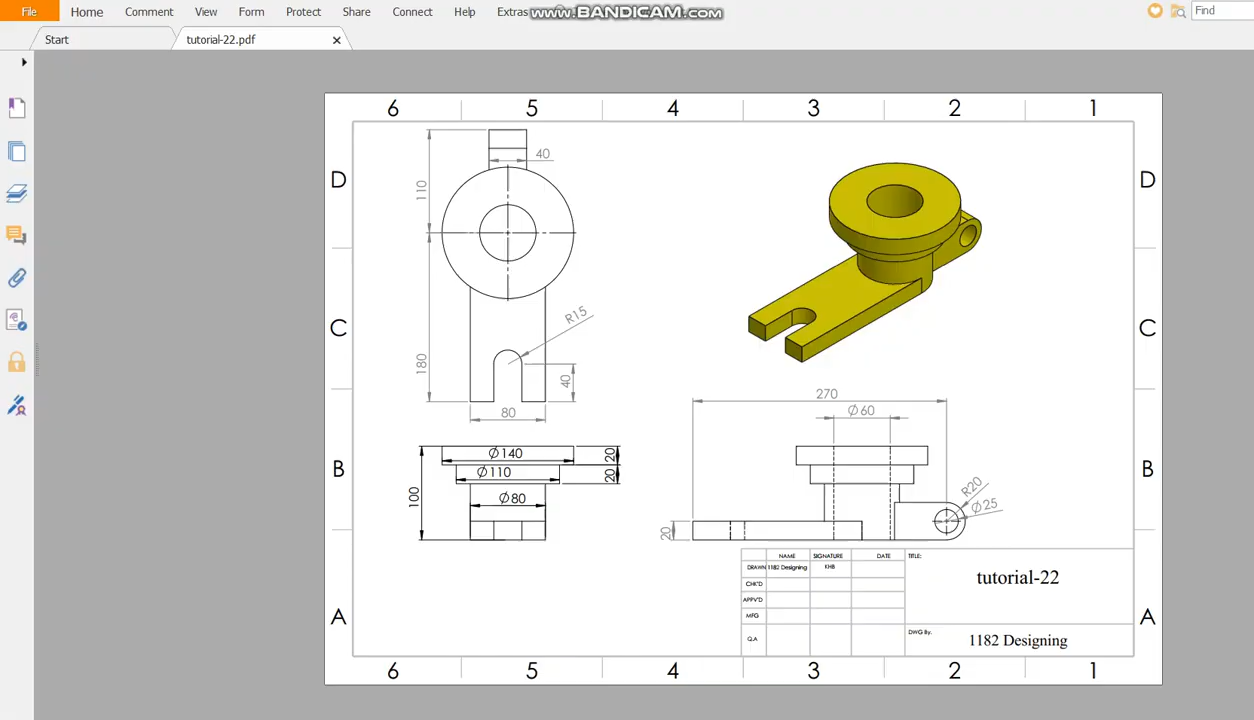 File Home Comment View Form Protect Share Connect Help Extras www.BANDICAM.com Find
Start tutorial-22.pdf
6 5 4 3 2 1
D D
40
110
C C
R15
180
40
80
270
Ø60
B B
Ø140 20
Ø110 20
100
Ø80
R20
Ø25
20
NAME SIGNATURE DATE TITLE:
DRAWN 1182 Designing KHB
tutorial-22
CHK'D
APPV'D
MFG
A A
Q.A DWG By. 1182 Designing
6 5 4 3 2 1